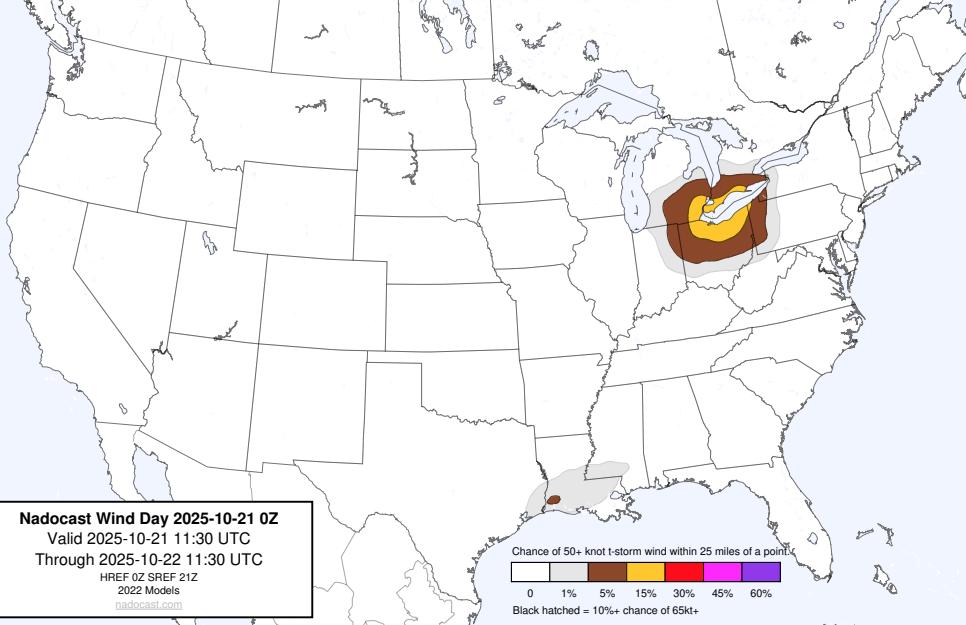 Nadocast Wind Day 2025-10-21 0Z
Valid 2025-10-21 11:30 UTC
Through 2025-10-22 11:30 UTC
HREF 0Z SREF 21Z
2022 Models
nadocast.com
Chance of 50+ knot t-storm wind within 25 miles of a point.
0 1% 5% 15% 30% 45% 60%
Black hatched = 10%+ chance of 65kt+